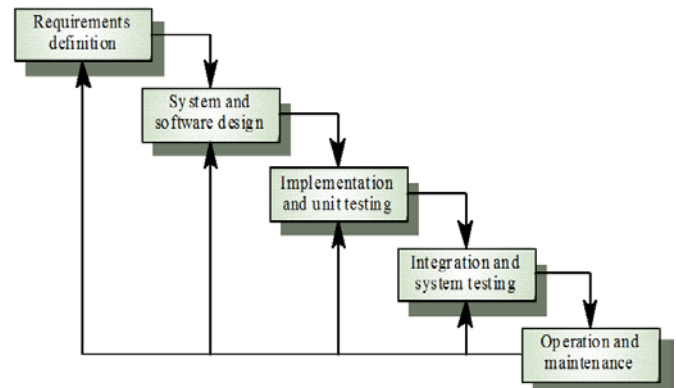 Requirements
definition
System and
software design
Implementation
and unit testing
Integration and
system testing
Operation and
maintenance